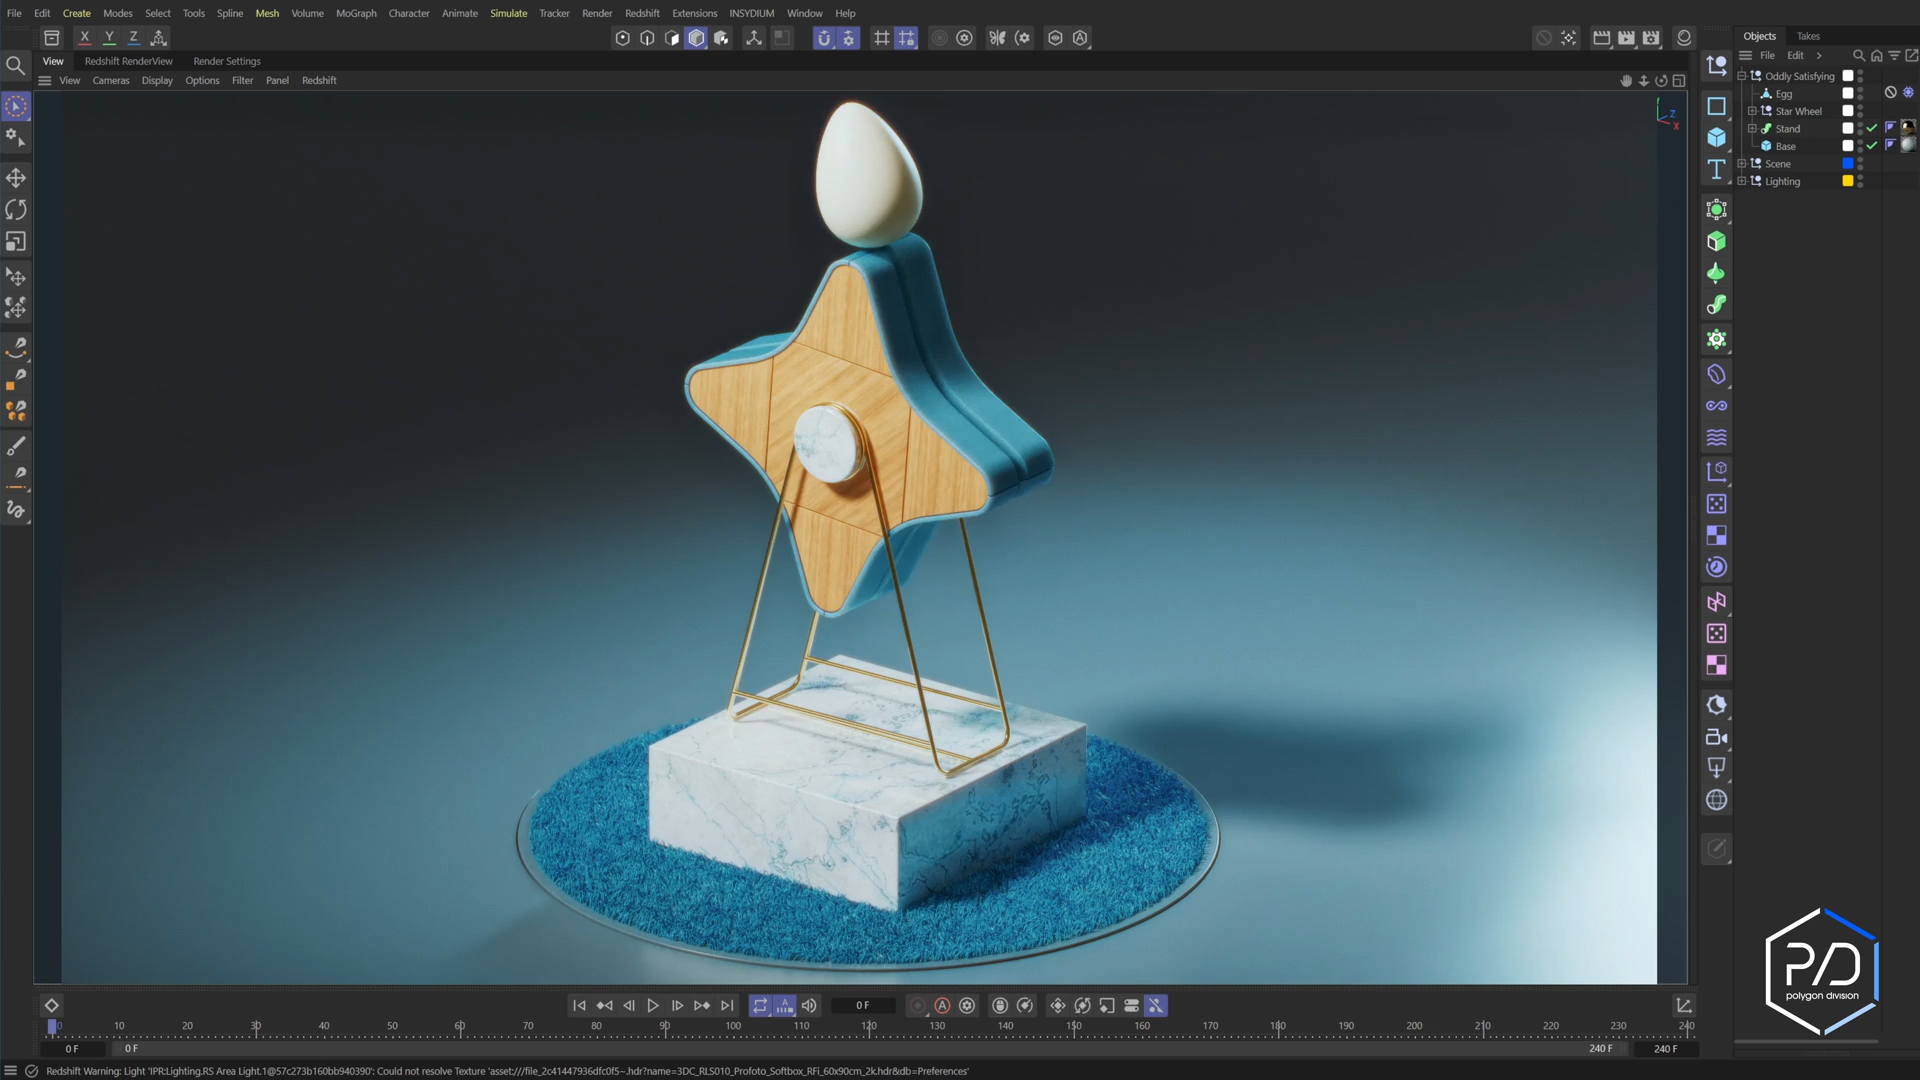 File Edit Create Modes Select Tools Spline Mesh Volume MoGraph Character Animate Simulate Tracker Render Redshift Extensions INSYDIUM Window Help
X Y Z
Objects Takes
View Redshift RenderView Render Settings
File Edit
View Cameras Display Options Filter Panel Redshift
Oddly Satisfying
Egg
Star Wheel
Stand
Base
Scene
Lighting
Y Z X
PD
polygon division
0 F
0 10 20 30 40 50 60 70 80 90 100 110 120 130 140 150 160 170 180 190 200 210 220 230 240
0 F 0 F 240 F 240 F
Redshift Warning: Light 'IPR:Lighting.RS Area Light.1@57c273b160bb940390': Could not resolve Texture 'asset:///file_2c41447936dfc0f5~.hdr?name=3DC_RLS010_Profoto_Softbox_RFi_60x90cm_2k.hdr&db=Preferences'